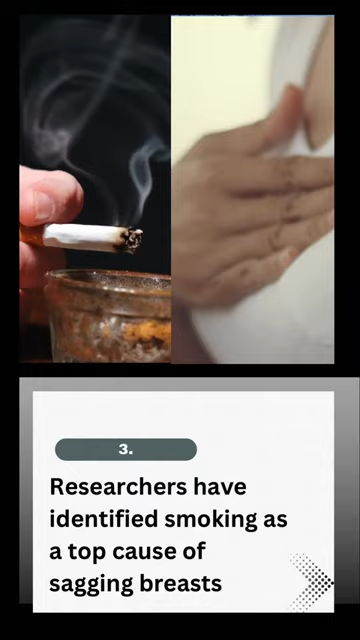 3.
Researchers have
identified smoking as
a top cause of
sagging breasts